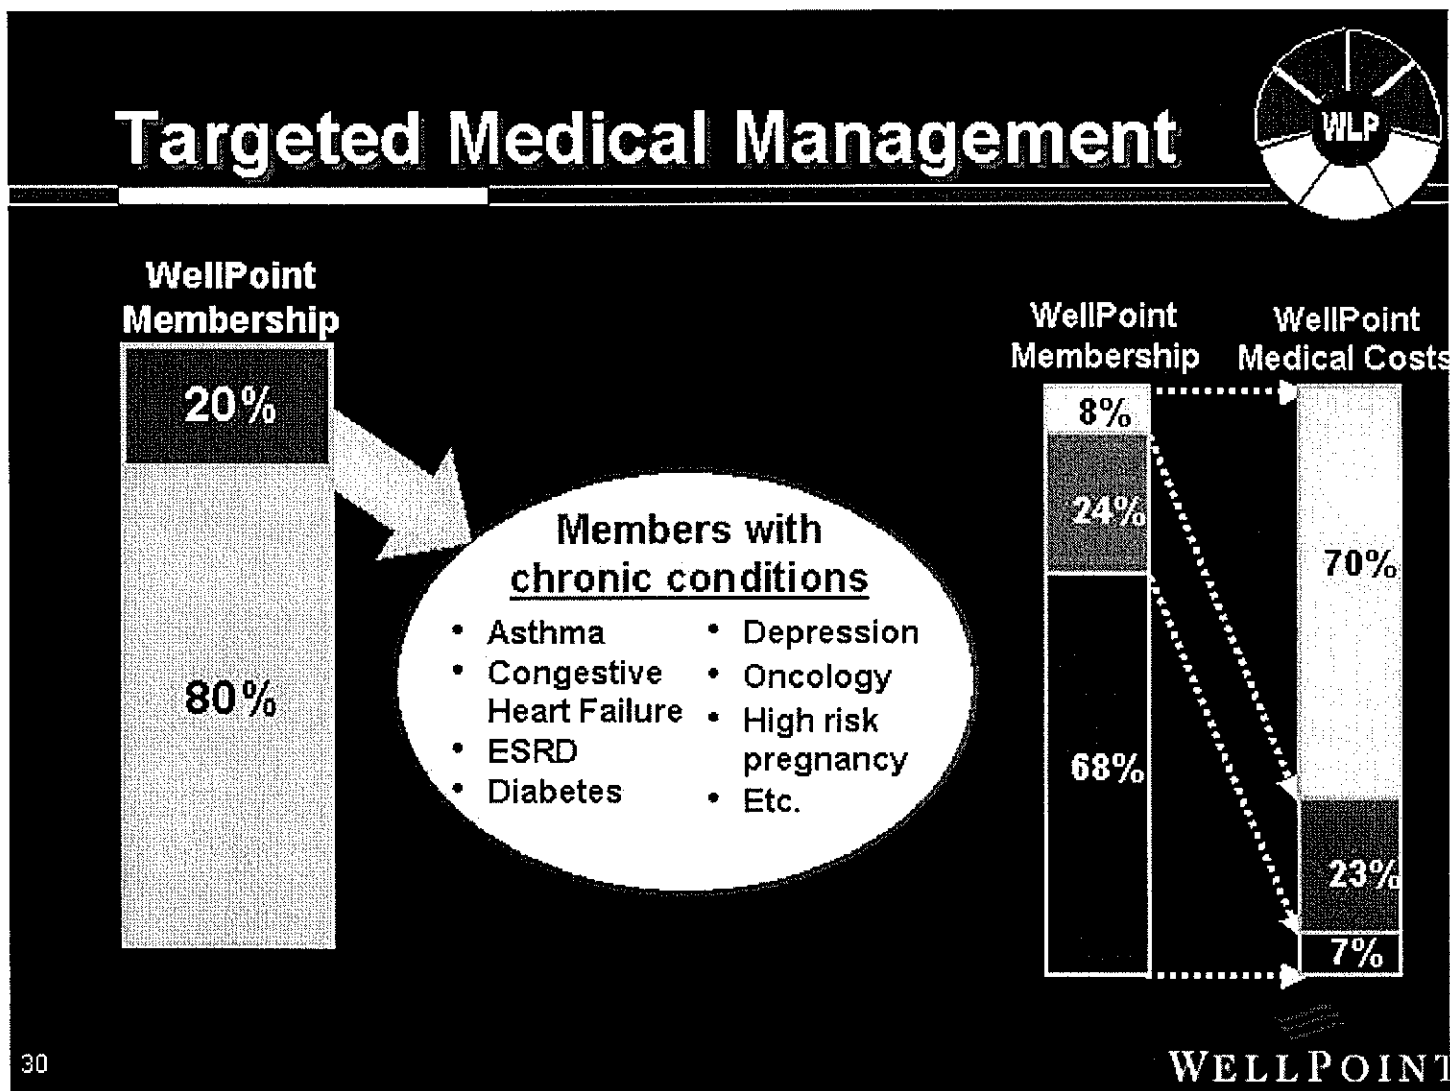 Targeted Medical Management
WLP
WellPoint
Membership
20%
80%
Members with
chronic conditions
• Asthma
• Congestive
Heart Failure
• ESRD
• Diabetes
• Depression
• Oncology
• High risk
pregnancy
• Etc.
WellPoint
Membership
8%
24%
68%
WellPoint
Medical Costs
70%
23%
7%
30
WELLPOINT